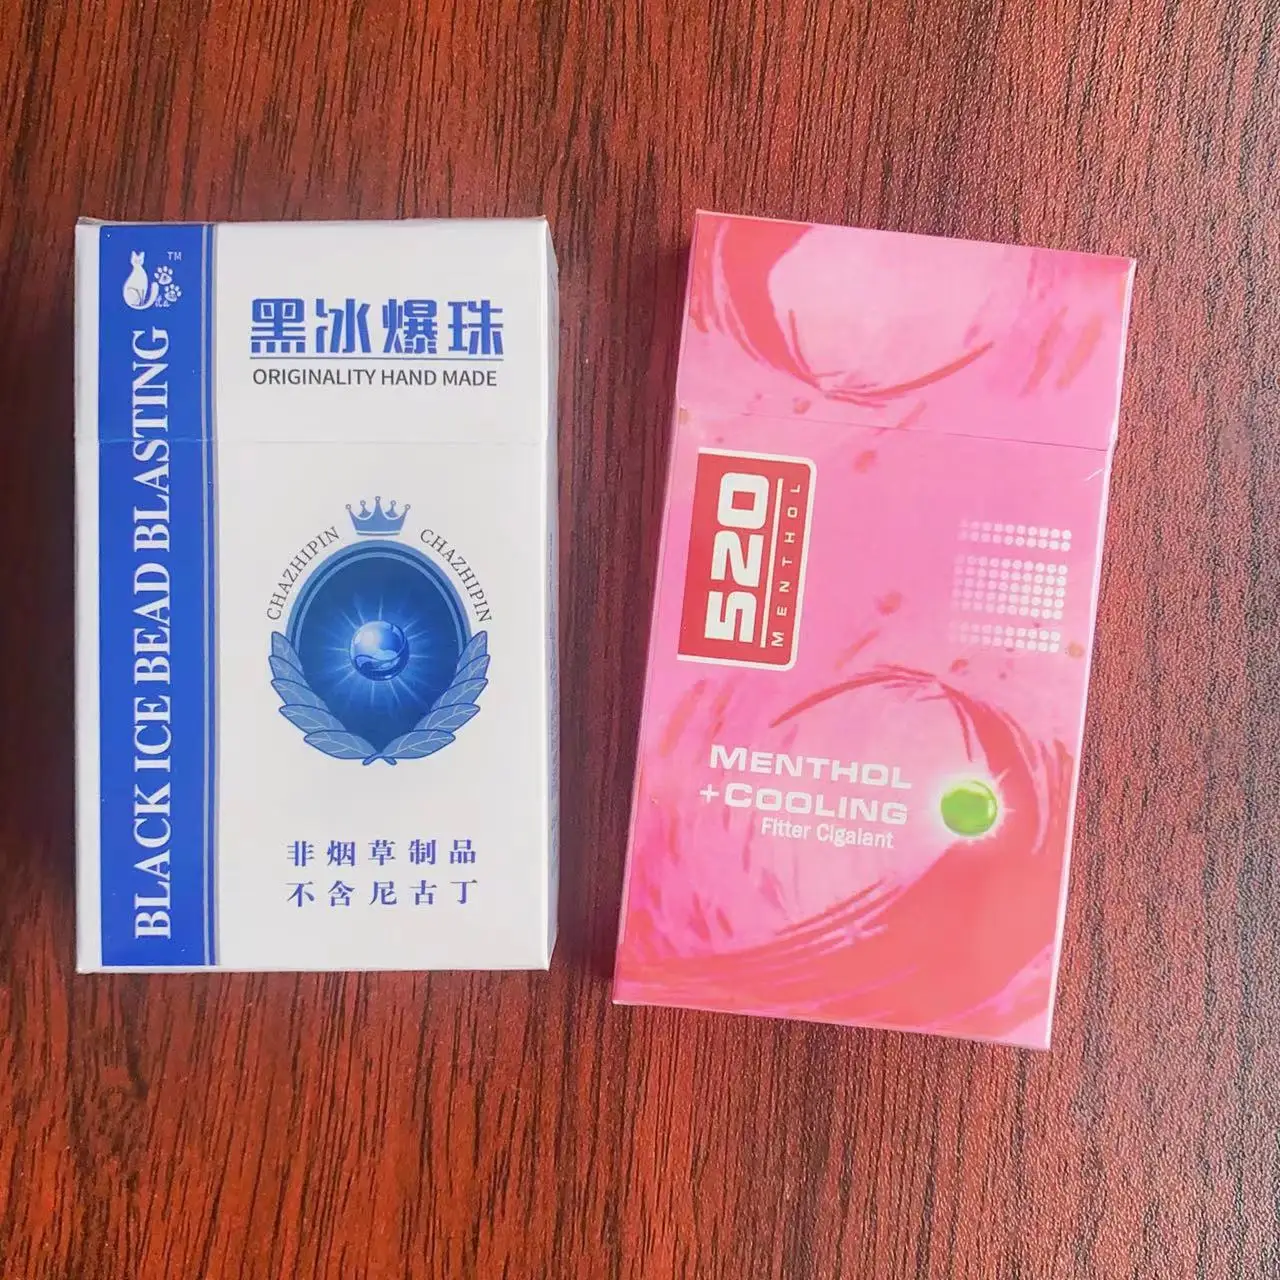 TM
BLACK ICE BEAD BLASTING
黑冰爆珠
ORIGINALITY HAND MADE
CHAZHIPIN CHAZHIPIN
非烟草制品
不含尼古丁
520
MENTHOL
MENTHOL
+COOLING
Fitter Cigalant